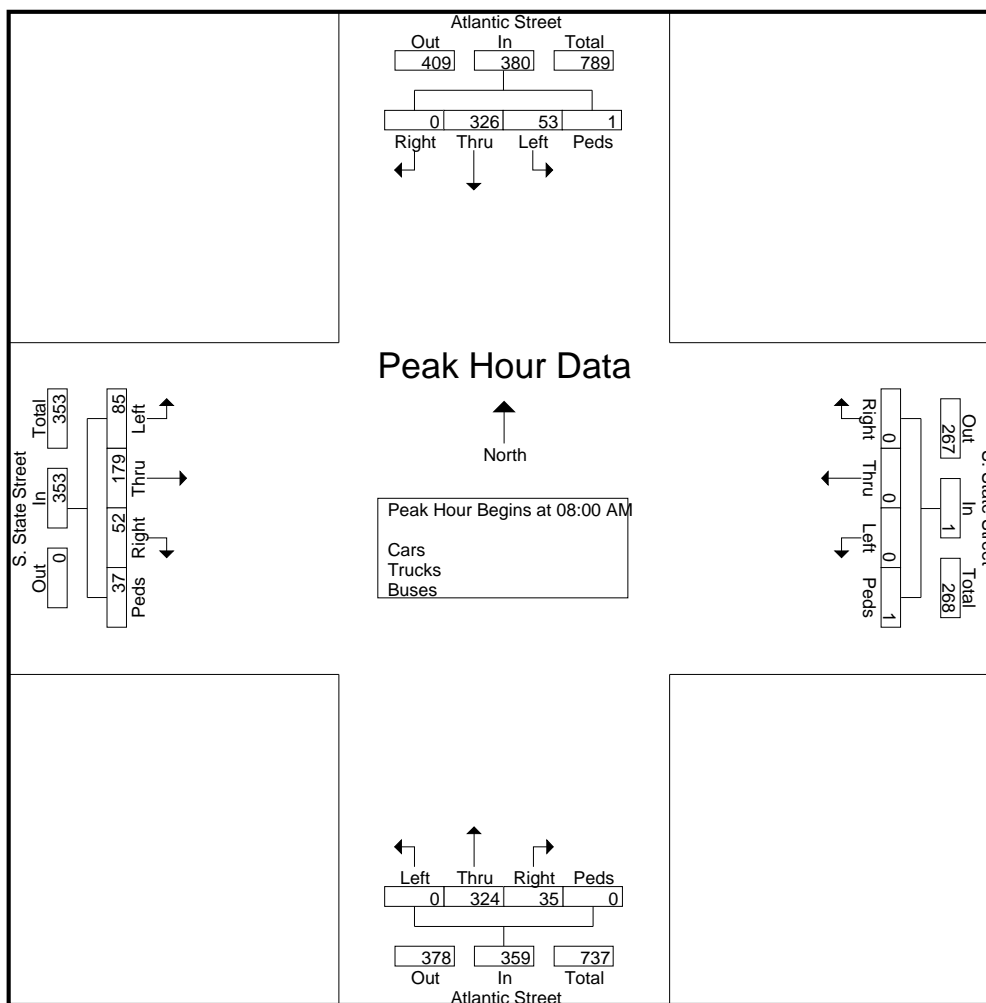 Atlantic Street
Out In Total
409 380 789
0 326 53 1
Right Thru Left Peds
Peak Hour Data
North
Peak Hour Begins at 08:00 AM
Cars
Trucks
Buses
S. State Street
Total In Out
353 353 0
85 179 52 37
Left Thru Right Peds
Right Thru Left Peds
0 0 0 1
Out In Total
267 1 268
S. State Street
Left Thru Right Peds
0 324 35 0
378 359 737
Out In Total
Atlantic Street